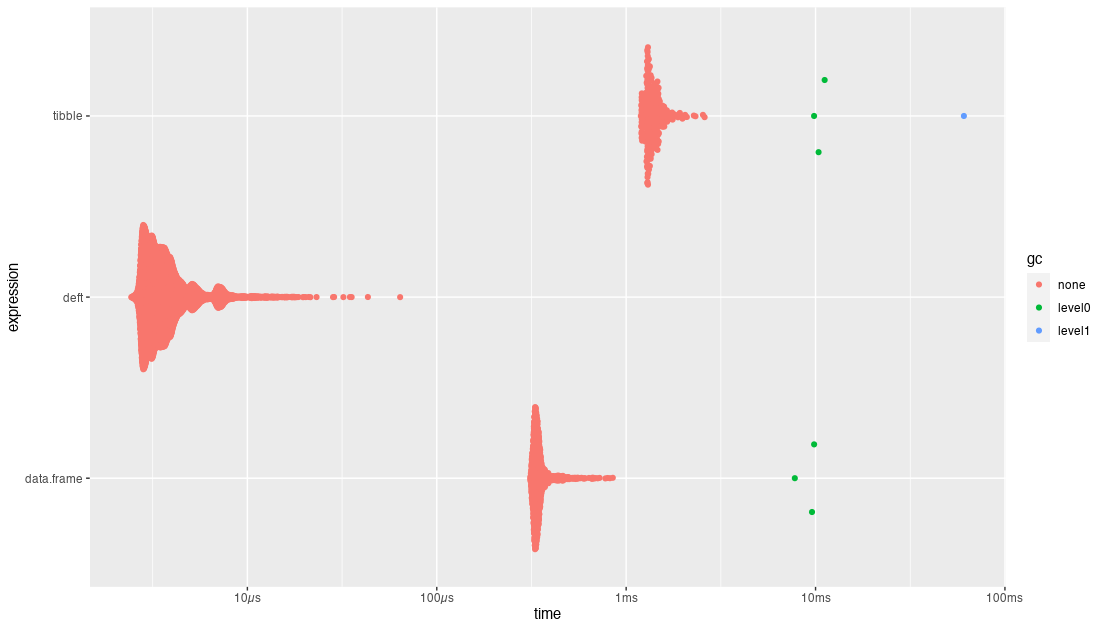 expression
tibble
deft
data.frame
10µs
100µs
1ms
10ms
100ms
time
gc
none
level0
level1